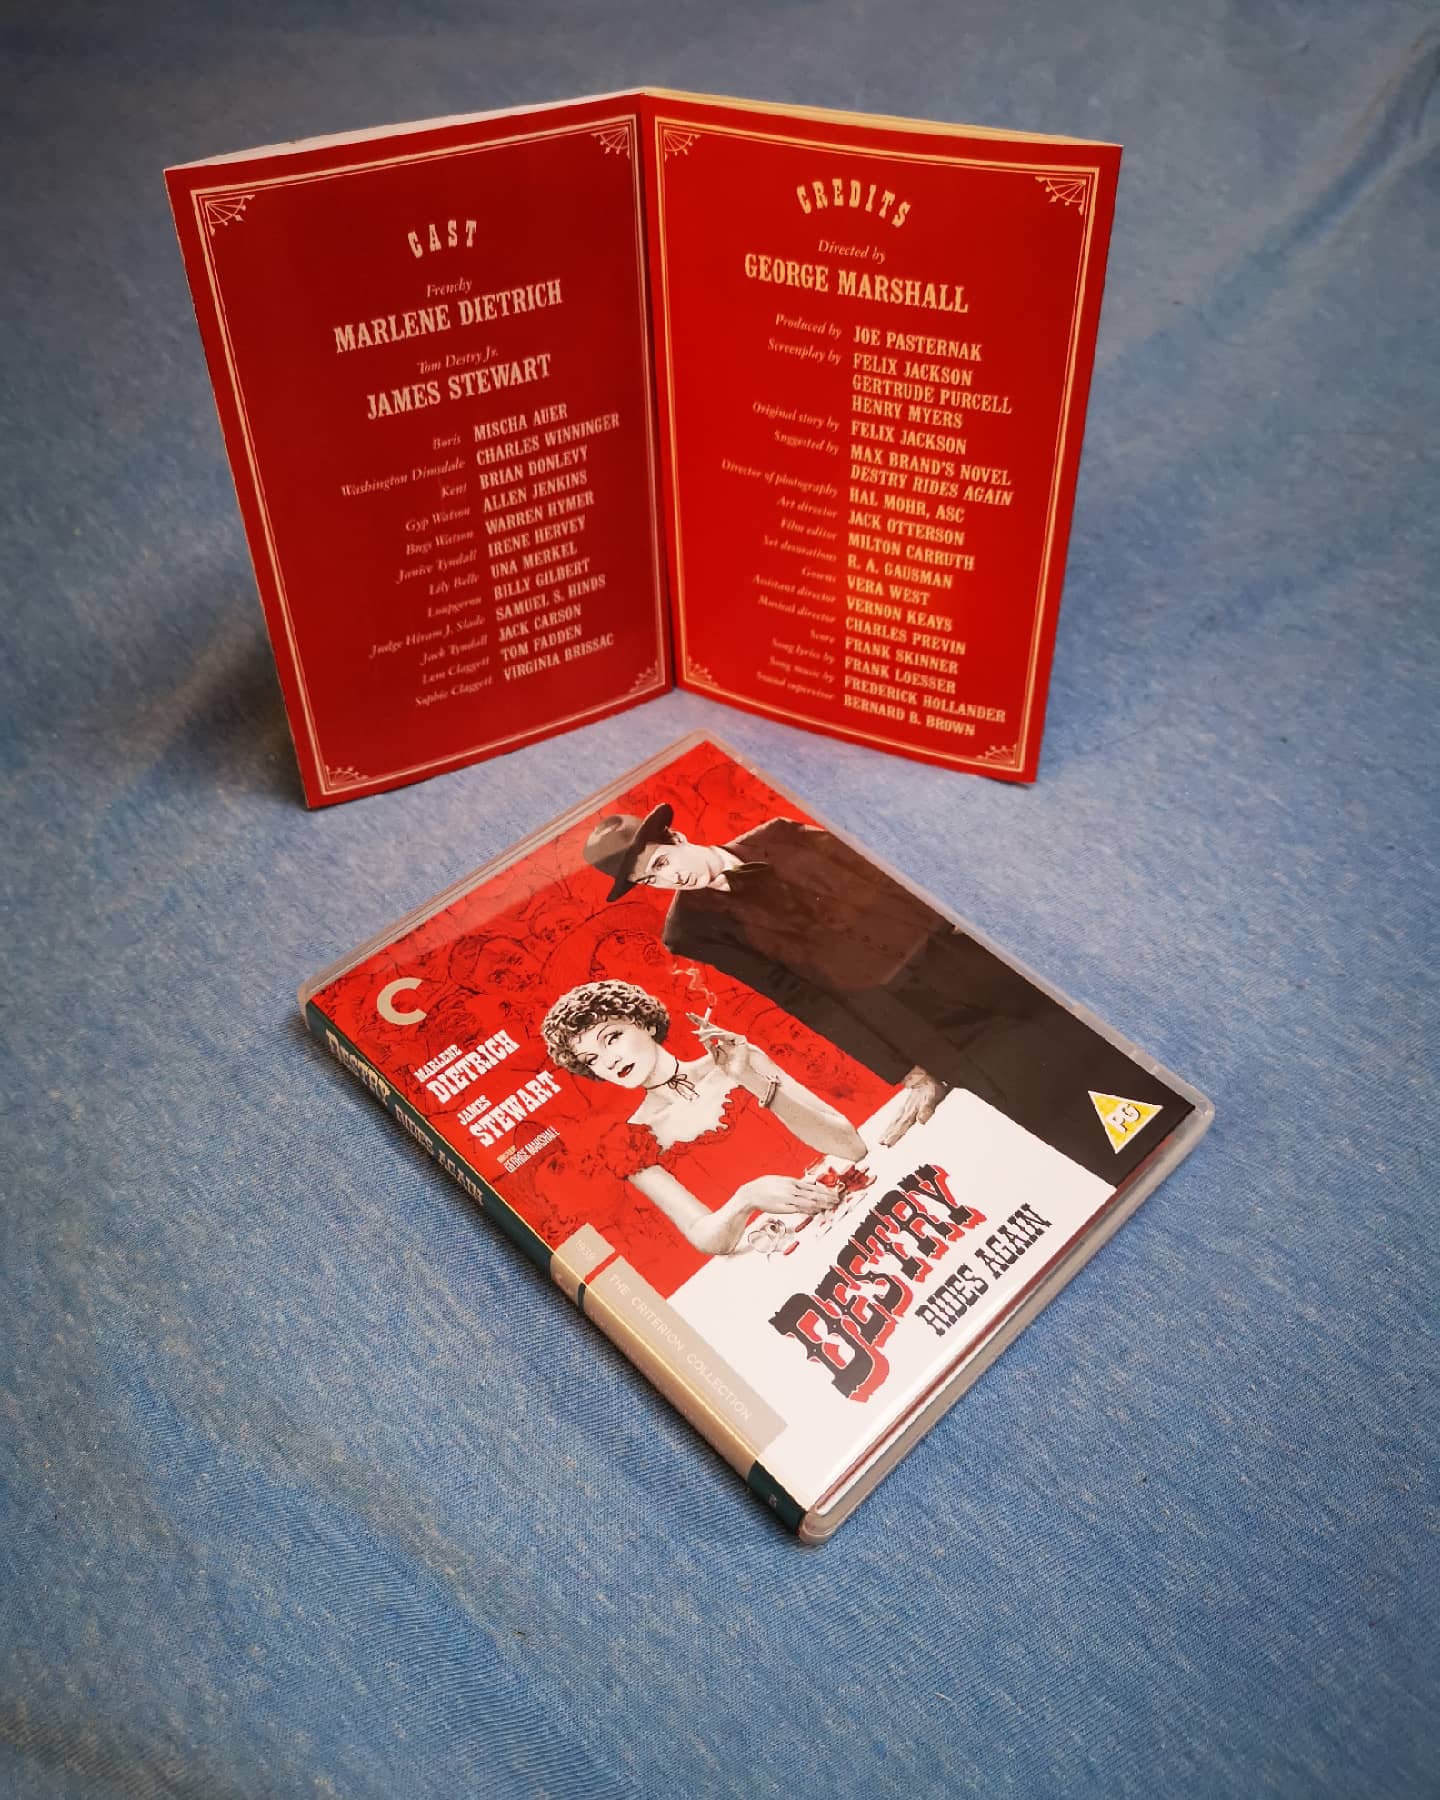 CAST
Frenchy
MARLENE DIETRICH
Tom Destry Jr.
JAMES STEWART
Boris MISCHA AUER
Washington Dimsdale CHARLES WINNINGER
Kent BRIAN DONLEVY
Gyp Watson ALLEN JENKINS
Bugs Watson WARREN HYMER
Janice Tyndall IRENE HERVEY
Lily Belle UNA MERKEL
Loupgerou BILLY GILBERT
Judge Hiram J. Slade SAMUEL S. HINDS
Jack Tyndall JACK CARSON
Lem Claggett TOM FADDEN
Sophie Claggett VIRGINIA BRISSAC
CREDITS
Directed by
GEORGE MARSHALL
Produced by JOE PASTERNAK
Screenplay by FELIX JACKSON
GERTRUDE PURCELL
HENRY MYERS
Original story by FELIX JACKSON
Suggested by MAX BRAND'S NOVEL
DESTRY RIDES AGAIN
Director of photography HAL MOHR, ASC
Art director JACK OTTERSON
Film editor MILTON CARRUTH
Set decorations R. A. GAUSMAN
Gowns VERA WEST
Assistant director VERNON KEAYS
Musical director CHARLES PREVIN
Score FRANK SKINNER
Song lyrics by FRANK LOESSER
Song music by FREDERICK HOLLANDER
Sound supervisor BERNARD B. BROWN
C
MARLENE
DIETRICH
JAMES
STEWART
DIRECTED BY
GEORGE MARSHALL
PG
DESTRY
RIDES AGAIN
1939 THE CRITERION COLLECTION
DESTRY RIDES AGAIN